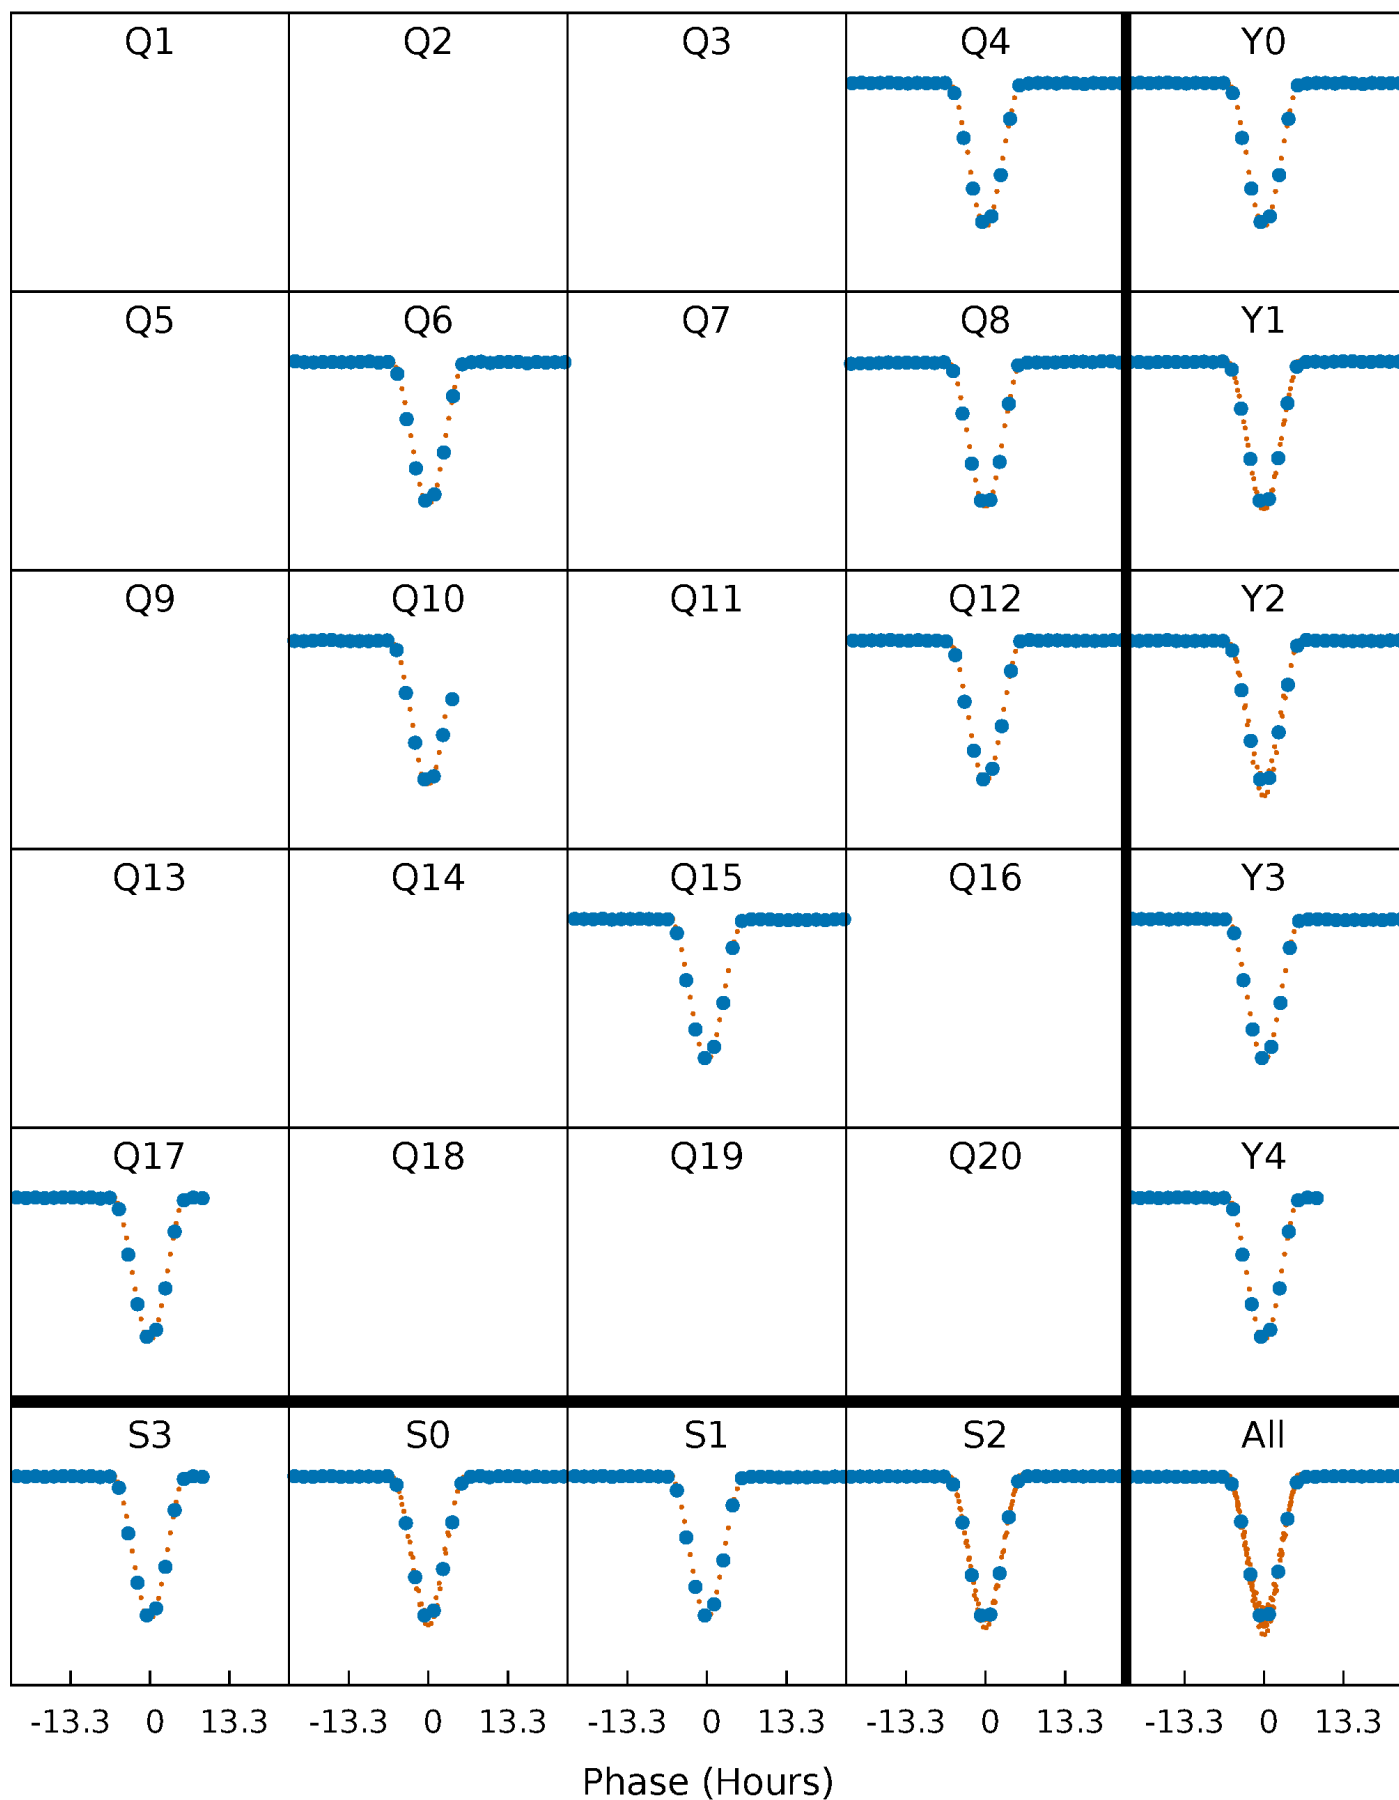 Q1 Q2 Q3 Q4 Y0
Q5 Q6 Q7 Q8 Y1
Q9 Q10 Q11 Q12 Y2
Q13 Q14 Q15 Q16 Y3
Q17 Q18 Q19 Q20 Y4
S3 S0 S1 S2 All
-13.3 0 13.3 -13.3 0 13.3 -13.3 0 13.3 -13.3 0 13.3 -13.3 0 13.3
Phase (Hours)